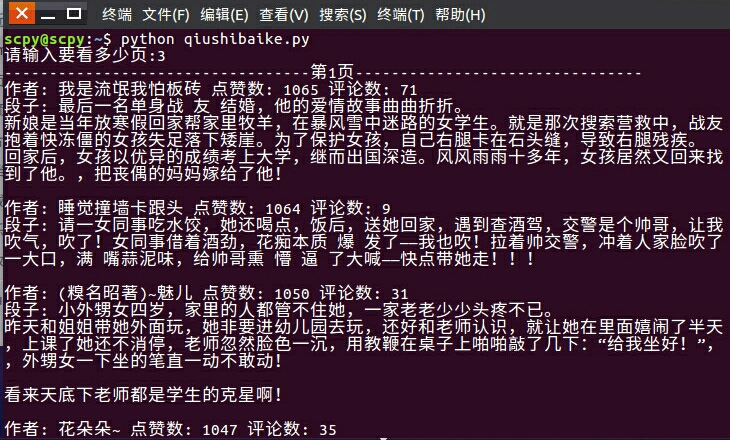 终端 文件(F) 编辑(E) 查看(V) 搜索(S) 终端(T) 帮助(H)
scpy@scpy:~$ python qiushibaike.py
请输入要看多少页:3
-----------------------------------第1页--------------------------------
作者: 我是流氓我怕板砖 点赞数: 1065 评论数: 71
段子: 最后一名单身战 友 结婚，他的爱情故事曲曲折折。
新娘是当年放寒假回家帮家里牧羊，在暴风雪中迷路的女学生。就是那次搜索营救中，战友
抱着快冻僵的女孩失足落下矮崖。为了保护女孩，自己右腿卡在石头缝，导致右腿残疾。
回家后，女孩以优异的成绩考上大学，继而出国深造。风风雨雨十多年，女孩居然又回来找
到了他。，把丧偶的妈妈嫁给了他！
作者: 睡觉撞墙卡跟头 点赞数: 1064 评论数: 9
段子: 请一女同事吃水饺，她还喝点，饭后，送她回家，遇到查酒驾，交警是个帅哥，让我
吹气，吹了！女同事借着酒劲，花痴本质 爆 发了——我也吹！拉着帅交警，冲着人家脸吹了
一大口，满 嘴蒜泥味，给帅哥熏 懵 逼 了大喊——快点带她走！！！
作者: (糗名昭著)~魅儿 点赞数: 1050 评论数: 31
段子: 小外甥女四岁，家里的人都管不住她，一家老老少少头疼不已。
昨天和姐姐带她外面玩，她非要进幼儿园去玩，还好和老师认识，就让她在里面嬉闹了半天
，上课了她还不消停，老师忽然脸色一沉，用教鞭在桌子上啪啪敲了几下：“给我坐好！”，
，外甥女一下坐的笔直一动不敢动！
看来天底下老师都是学生的克星啊！
作者: 花朵朵~ 点赞数: 1047 评论数: 35